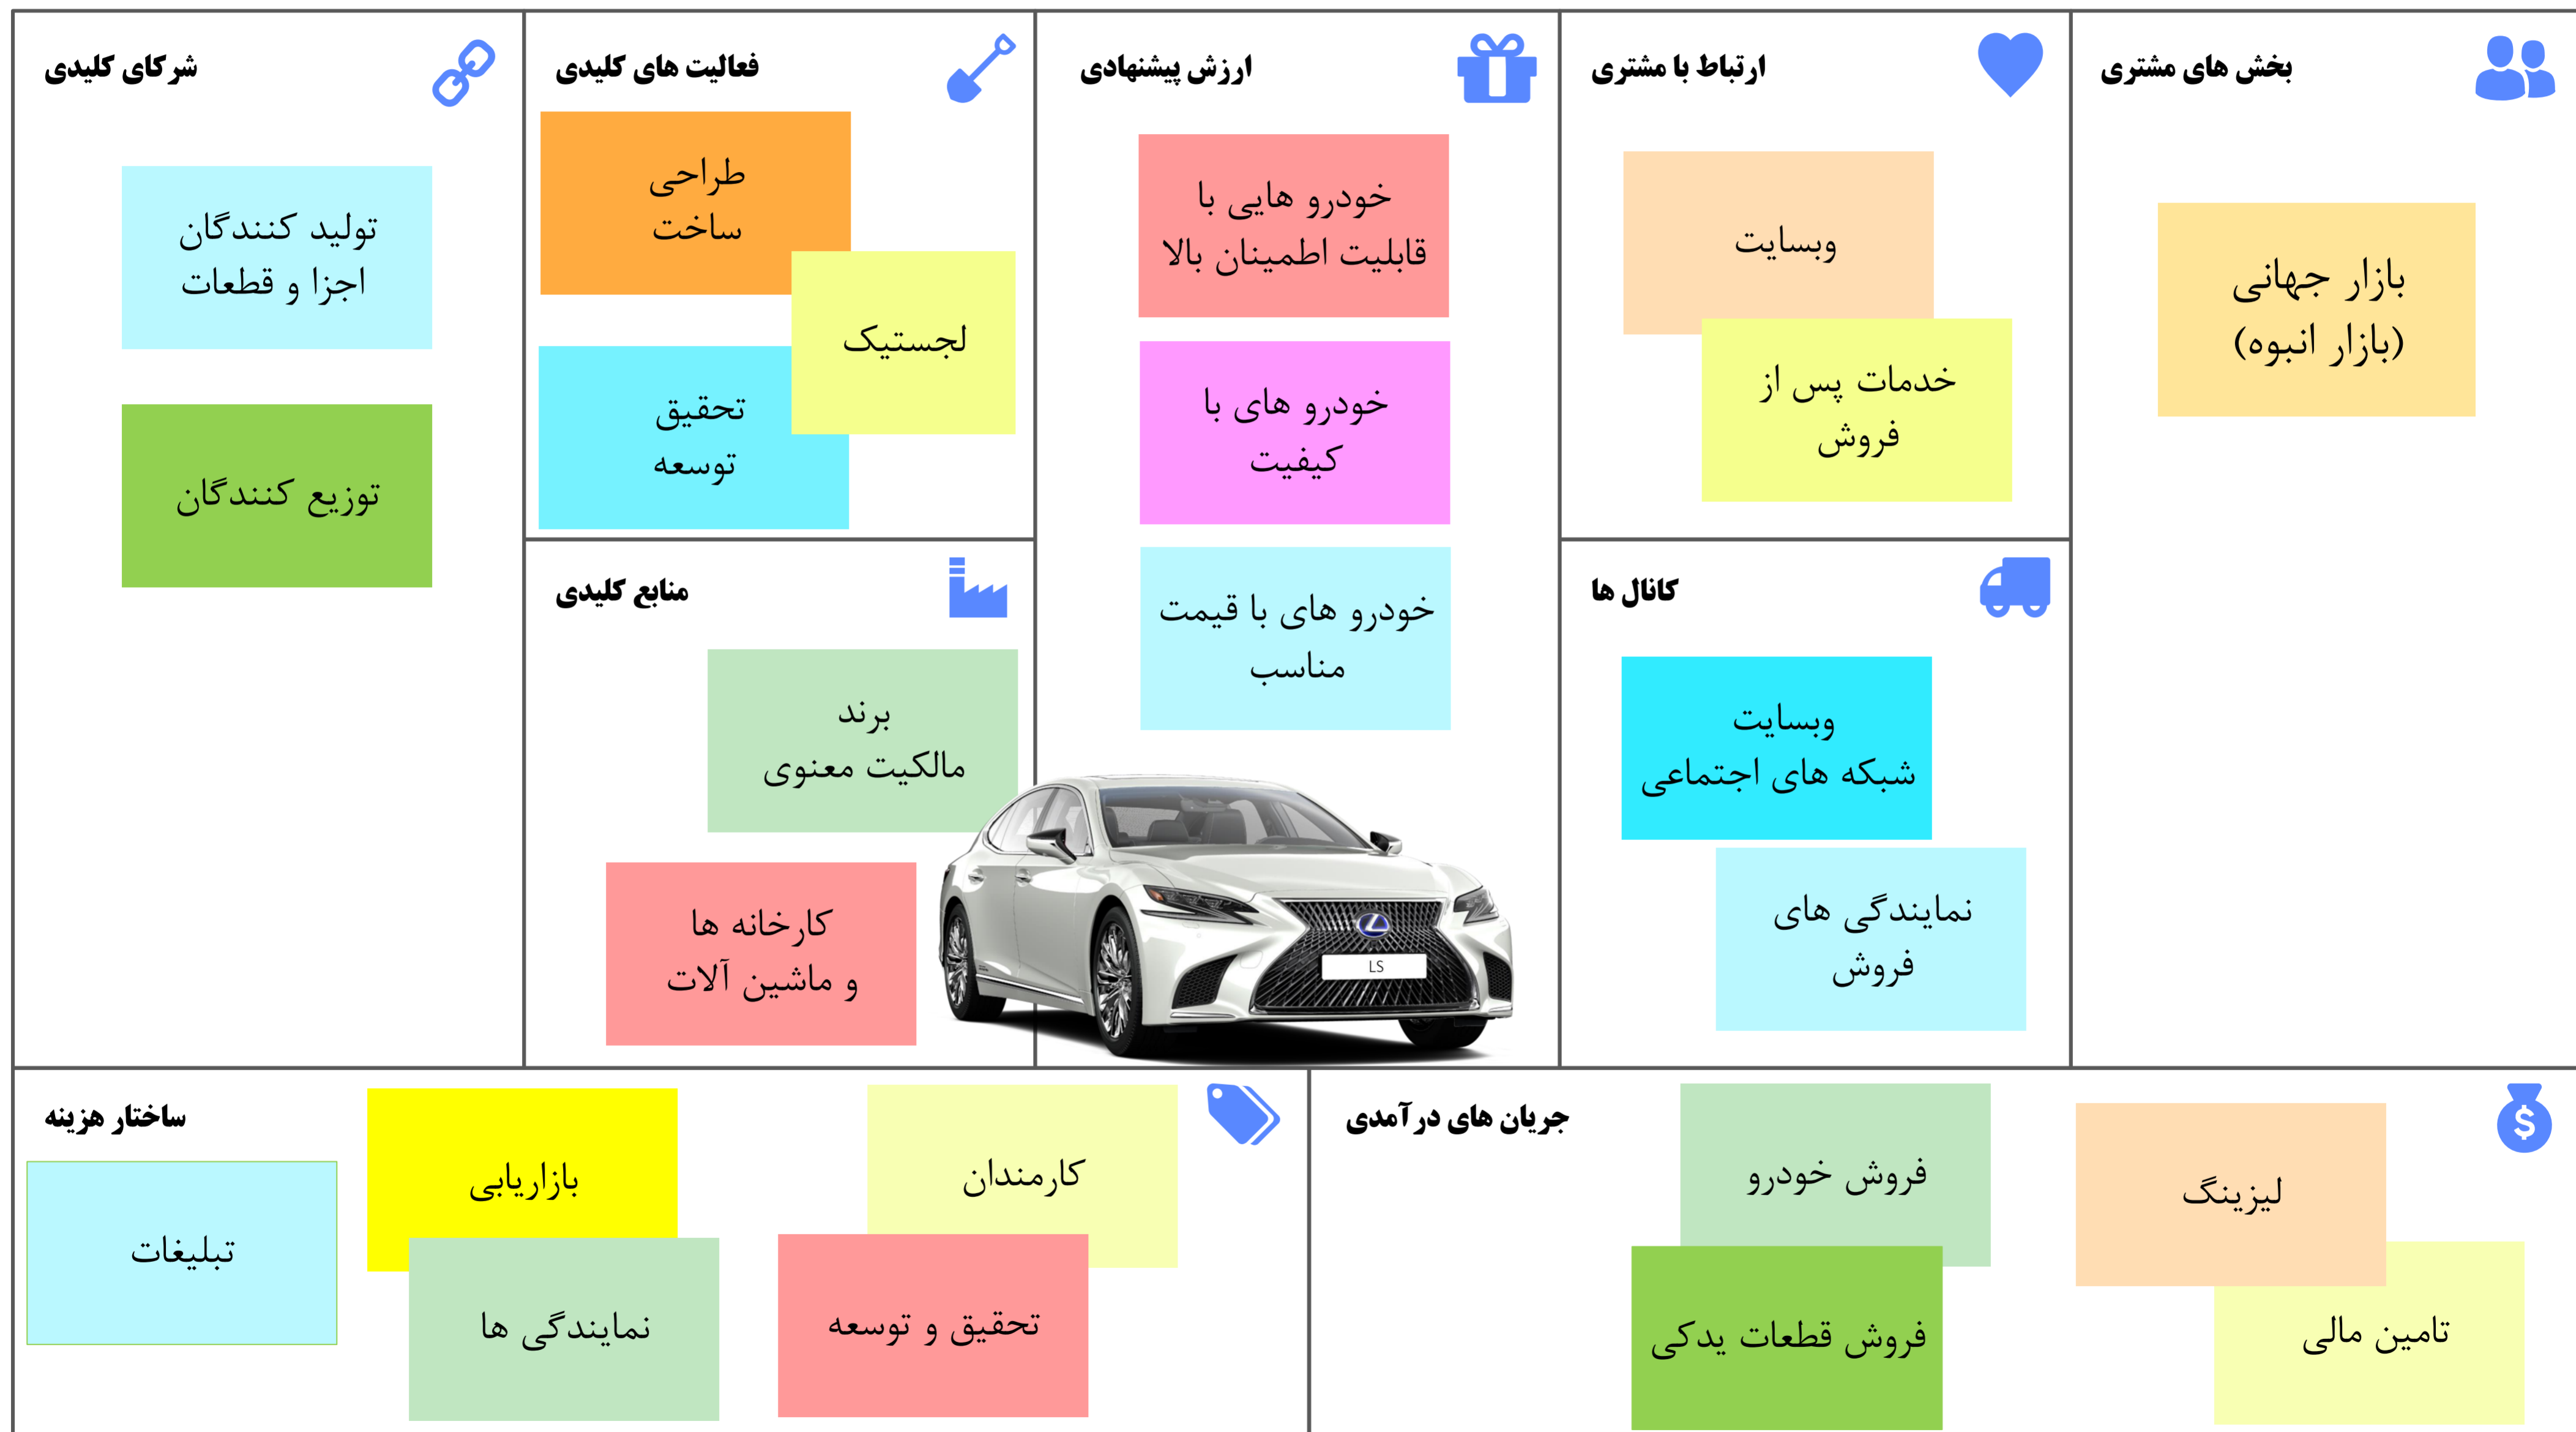 شرکای کلیدی
تولید کنندگان
اجزا و قطعات
توزیع کنندگان
فعالیت های کلیدی
طراحی
ساخت
لجستیک
تحقیق
توسعه
منابع کلیدی
برند
مالکیت معنوی
کارخانه ها
و ماشین آلات
ارزش پیشنهادی
خودرو هایی با
قابلیت اطمینان بالا
خودرو های با
کیفیت
خودرو های با قیمت
مناسب
LS
ارتباط با مشتری
وبسایت
خدمات پس از
فروش
کانال ها
وبسایت
شبکه های اجتماعی
نمایندگی های
فروش
بخش های مشتری
بازار جهانی
(بازار انبوه)
ساختار هزینه
تبلیغات
بازاریابی
نمایندگی ها
کارمندان
تحقیق و توسعه
جریان های درآمدی
فروش خودرو
فروش قطعات یدکی
لیزینگ
تامین مالی
$